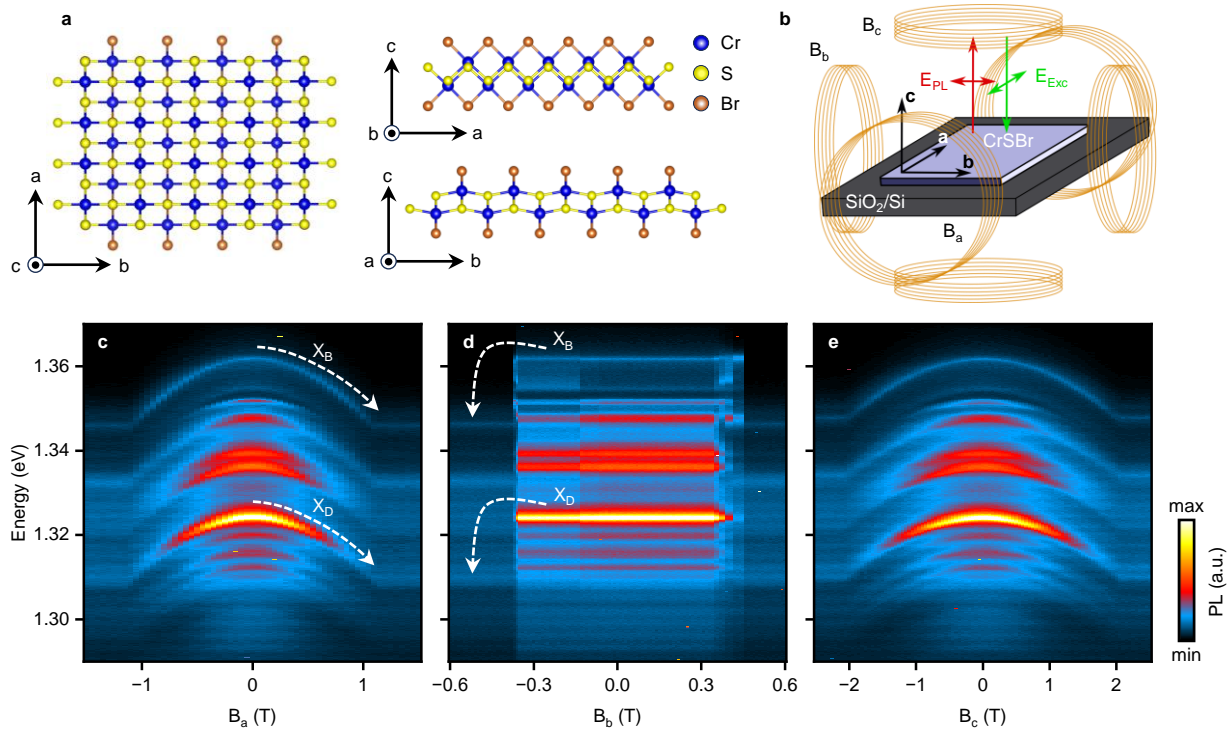 a
a
c
b
c
b
a
c
a
b
Cr
S
Br
b
B_c
B_b
E_PL
E_Exc
c
a
CrSBr
b
SiO₂/Si
B_a
c
X_B
X_D
d
X_B
X_D
e
Energy (eV)
1.36
1.34
1.32
1.30
−1
0
1
B_a (T)
−0.6
−0.3
0.0
0.3
0.6
B_b (T)
−2
−1
0
1
2
B_c (T)
max
PL (a.u.)
min